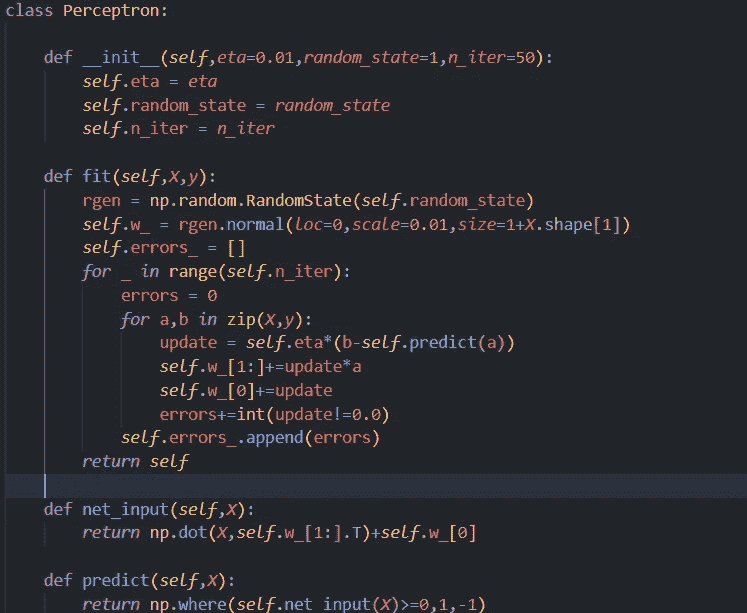 class Perceptron:
def __init__(self,eta=0.01,random_state=1,n_iter=50):
self.eta = eta
self.random_state = random_state
self.n_iter = n_iter
def fit(self,X,y):
rgen = np.random.RandomState(self.random_state)
self.w_ = rgen.normal(loc=0,scale=0.01,size=1+X.shape[1])
self.errors_ = []
for _ in range(self.n_iter):
errors = 0
for a,b in zip(X,y):
update = self.eta*(b-self.predict(a))
self.w_[1:]+=update*a
self.w_[0]+=update
errors+=int(update!=0.0)
self.errors_.append(errors)
return self
def net_input(self,X):
return np.dot(X,self.w_[1:].T)+self.w_[0]
def predict(self,X):
return np.where(self.net_input(X)>=0,1,-1)